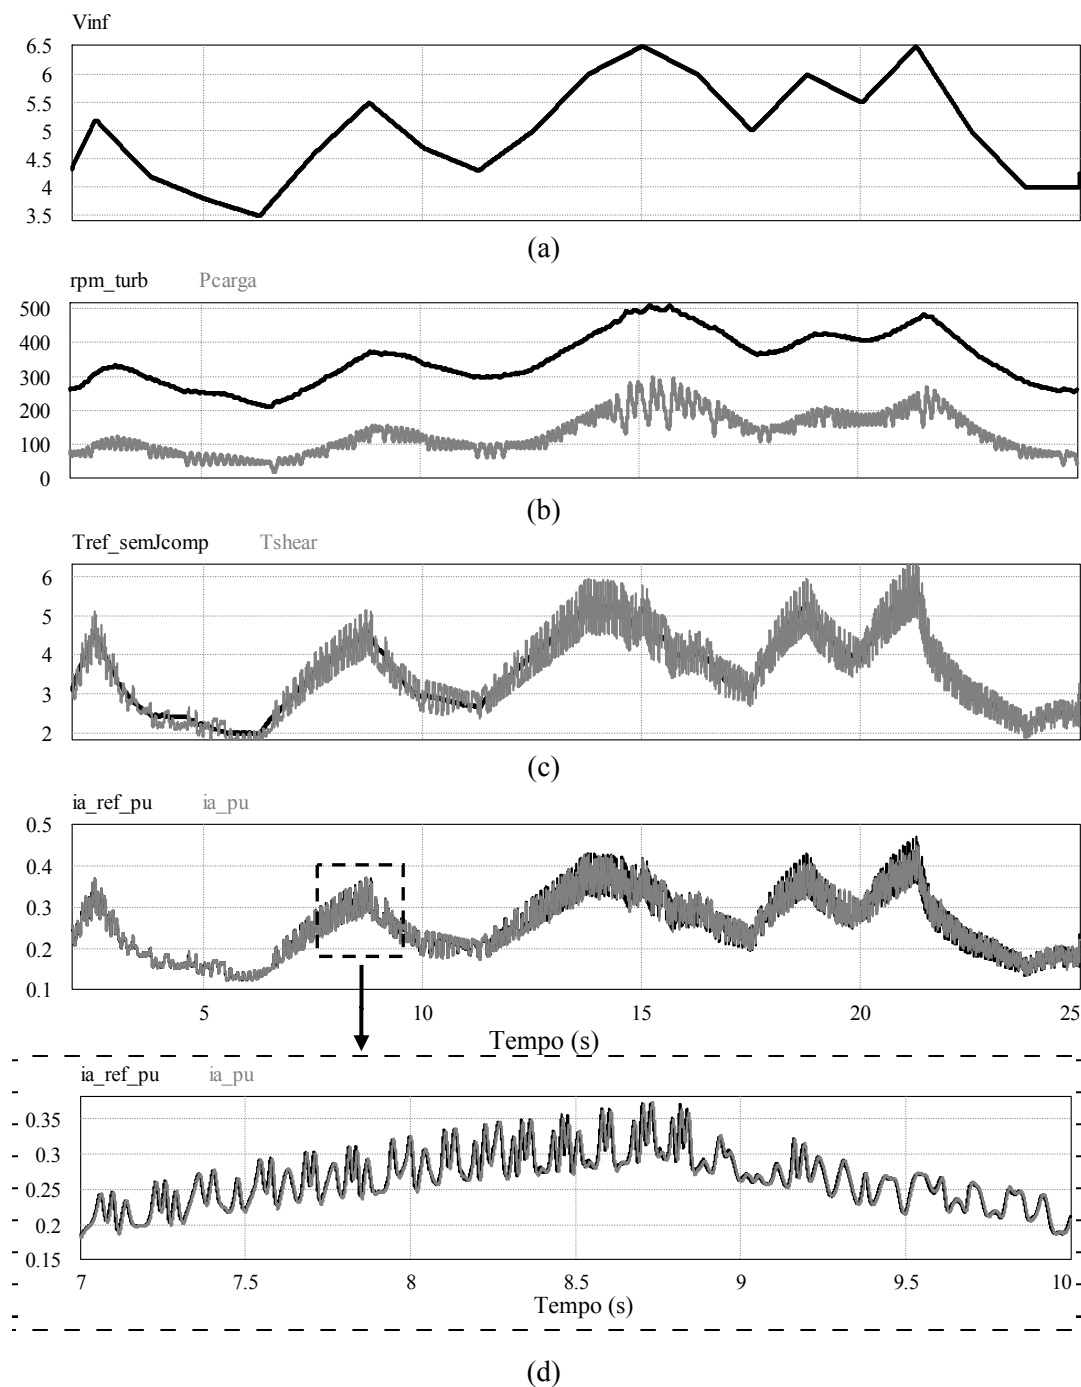 Vinf
6.5
6
5.5
5
4.5
4
3.5
(a)
rpm_turb Pcarga
500
400
300
200
100
0
(b)
Tref_semJcomp Tshear
6
5
4
3
2
(c)
ia_ref_pu ia_pu
0.5
0.4
0.3
0.2
0.1
5 10 15 20 25
Tempo (s)
ia_ref_pu ia_pu
0.35
0.3
0.25
0.2
0.15
7 7.5 8 8.5 9 9.5 10
Tempo (s)
(d)